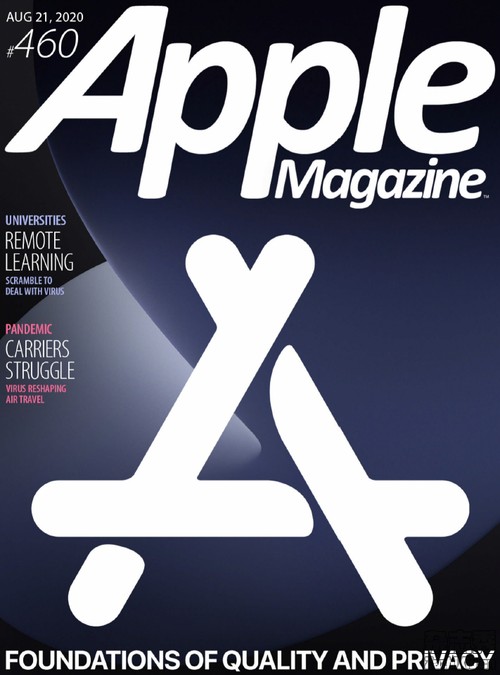 AUG 21, 2020
#460
Apple
Magazine™
UNIVERSITIES
REMOTE
LEARNING
SCRAMBLE TO
DEAL WITH VIRUS
PANDEMIC
CARRIERS
STRUGGLE
VIRUS RESHAPING
AIR TRAVEL
FOUNDATIONS OF QUALITY AND PRIVACY